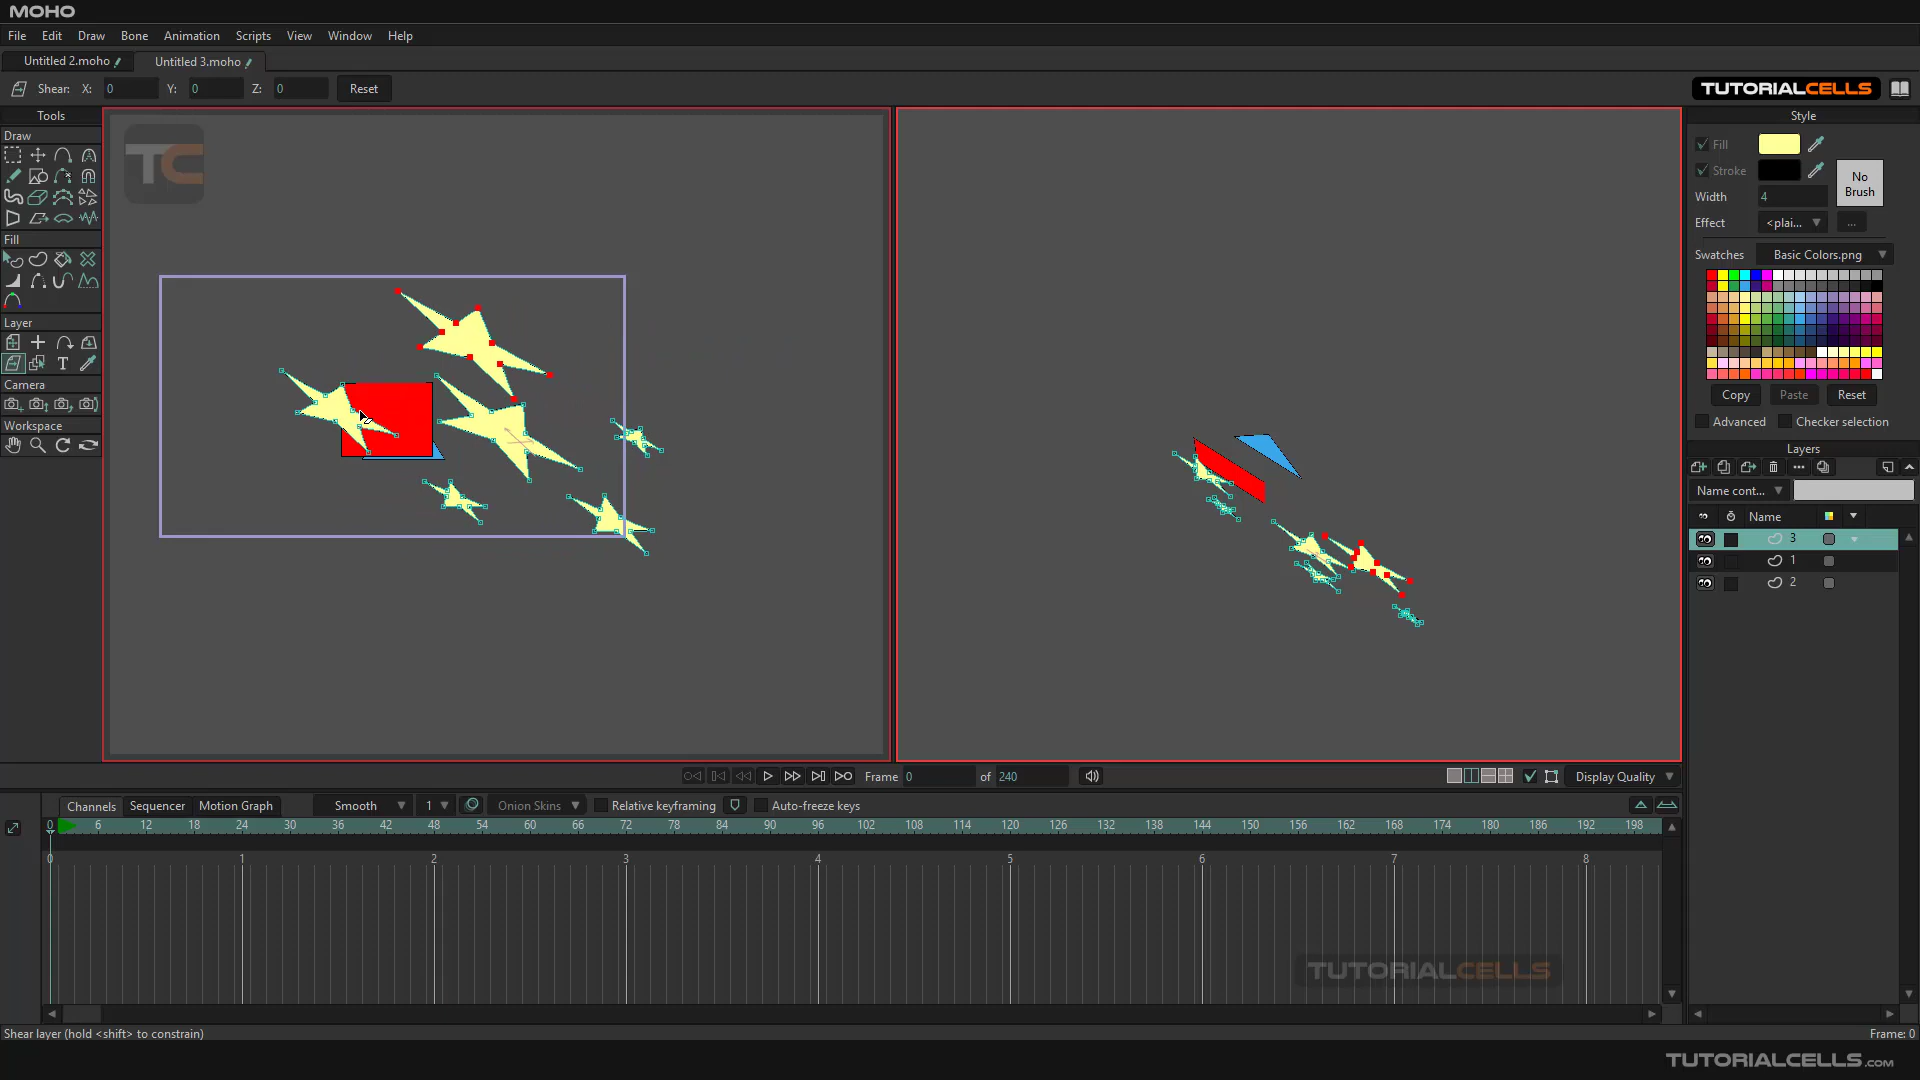 MOHO
File Edit Draw Bone Animation Scripts View Window Help
Untitled 2.moho Untitled 3.moho
Shear: X: 0 Y: 0 Z: 0 Reset
TUTORIALCELLS
Tools
Draw
Fill
Layer
T
Camera
Workspace
TC
Style
Fill
Stroke
No Brush
Width 4
Effect <plai... ...
Swatches Basic Colors.png
Copy Paste Reset
Advanced Checker selection
Layers
Name cont...
Name
3
1
2
Frame 0 of 240 Display Quality
Channels Sequencer Motion Graph Smooth 1 Onion Skins Relative keyframing Auto-freeze keys
0 6 12 18 24 30 36 42 48 54 60 66 72 78 84 90 96 102 108 114 120 126 132 138 144 150 156 162 168 174 180 186 192 198
0 1 2 3 4 5 6 7 8
TUTORIALCELLS
Shear layer (hold <shift> to constrain) Frame: 0
TUTORIALCELLS.COM